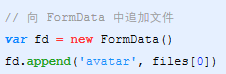 // 向 FormData 中追加文件
var fd = new FormData()
fd.append('avatar', files[0])